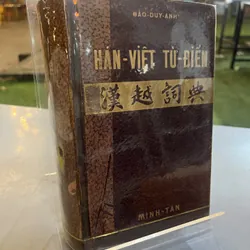 ĐÀO-DUY-ANH
HÁN-VIỆT TỪ-ĐIỂN
漢越詞典
MINH-TÂN